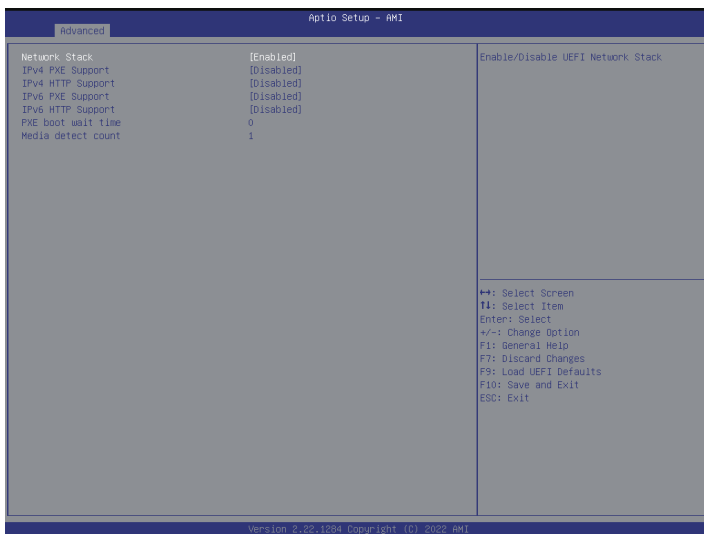 Aptio Setup – AMI
Advanced
Network Stack [Enabled]
IPv4 PXE Support [Disabled]
IPv4 HTTP Support [Disabled]
IPv6 PXE Support [Disabled]
IPv6 HTTP Support [Disabled]
PXE boot wait time 0
Media detect count 1
Enable/Disable UEFI Network Stack
↔: Select Screen
↑↓: Select Item
Enter: Select
+/-: Change Option
F1: General Help
F7: Discard Changes
F9: Load UEFI Defaults
F10: Save and Exit
ESC: Exit
Version 2.22.1284 Copyright (C) 2022 AMI